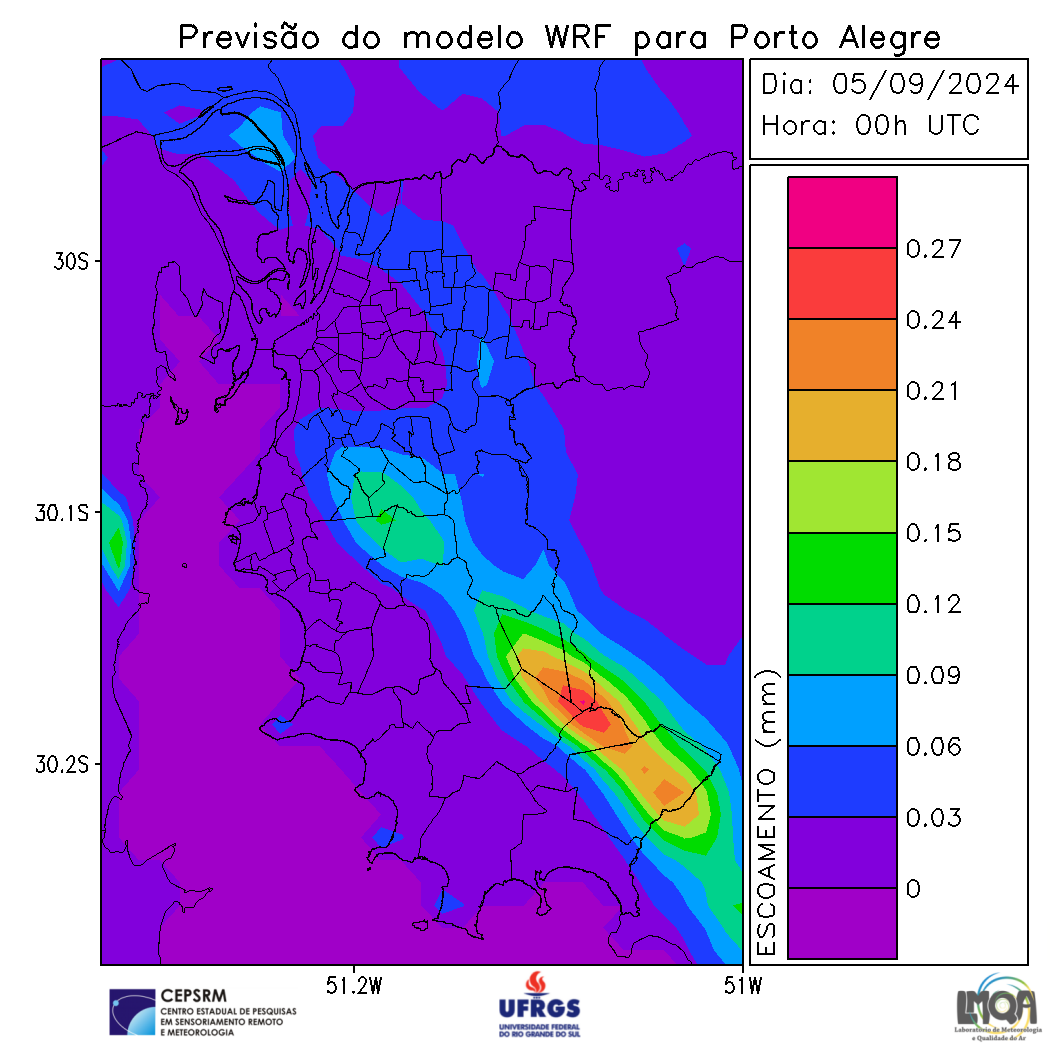 Previsão do modelo WRF para Porto Alegre
Dia: 05/09/2024
Hora: 00h UTC
30S
30.1S
30.2S
51.2W
51W
ESCOAMENTO (mm)
0.27
0.24
0.21
0.18
0.15
0.12
0.09
0.06
0.03
0
CEPSRM
CENTRO ESTADUAL DE PESQUISAS
EM SENSORIAMENTO REMOTO
E METEOROLOGIA
UFRGS
UNIVERSIDADE FEDERAL
DO RIO GRANDE DO SUL
LMQA
Laboratório de Meteorologia
e Qualidade do Ar